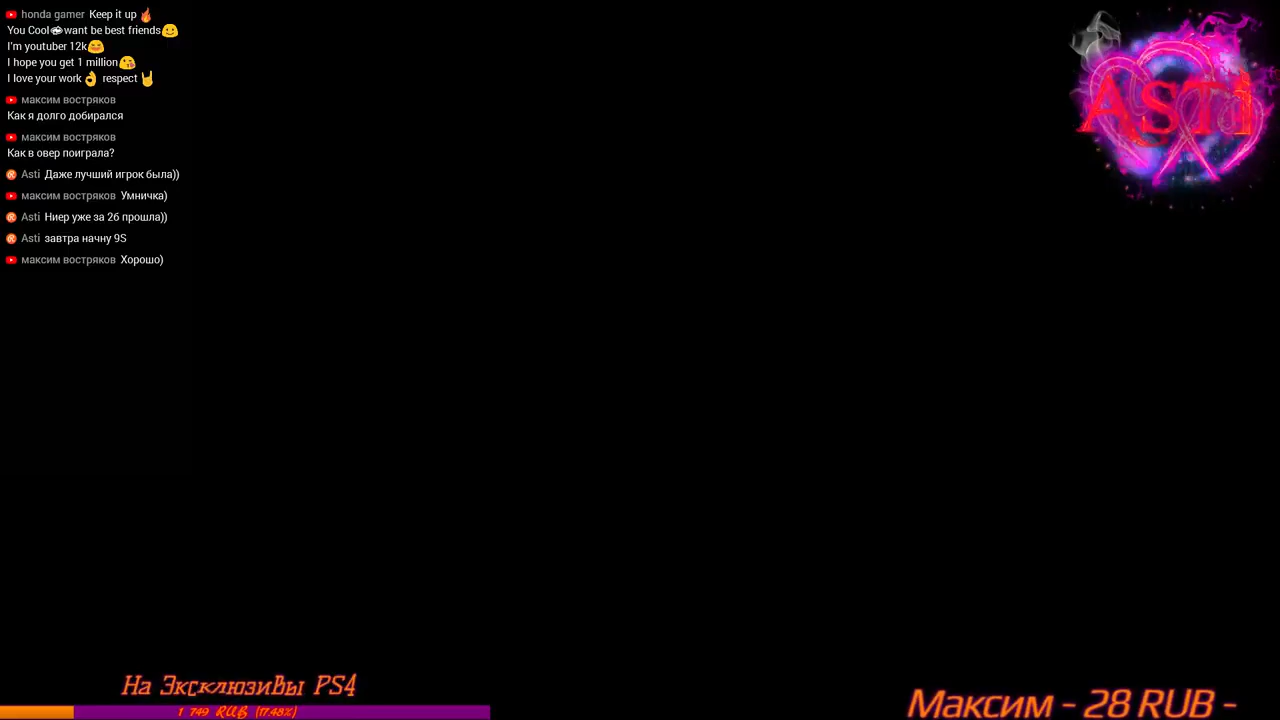 honda gamer Keep it up 🔥
You Cool want be best friends
I'm youtuber 12k😊
I hope you get 1 million😘
I love your work👌 respect🤘
максим востряков
Как я долго добирался
максим востряков
Как в овер поиграла?
Asti Даже лучший игрок была))
максим востряков Умничка)
Asti Ниер уже за 2б прошла))
Asti завтра начну 9S
максим востряков Хорошо)
Asti
На Эксклюзивы PS4
1 749 RUB (17.48%)
Максим - 28 RUB -